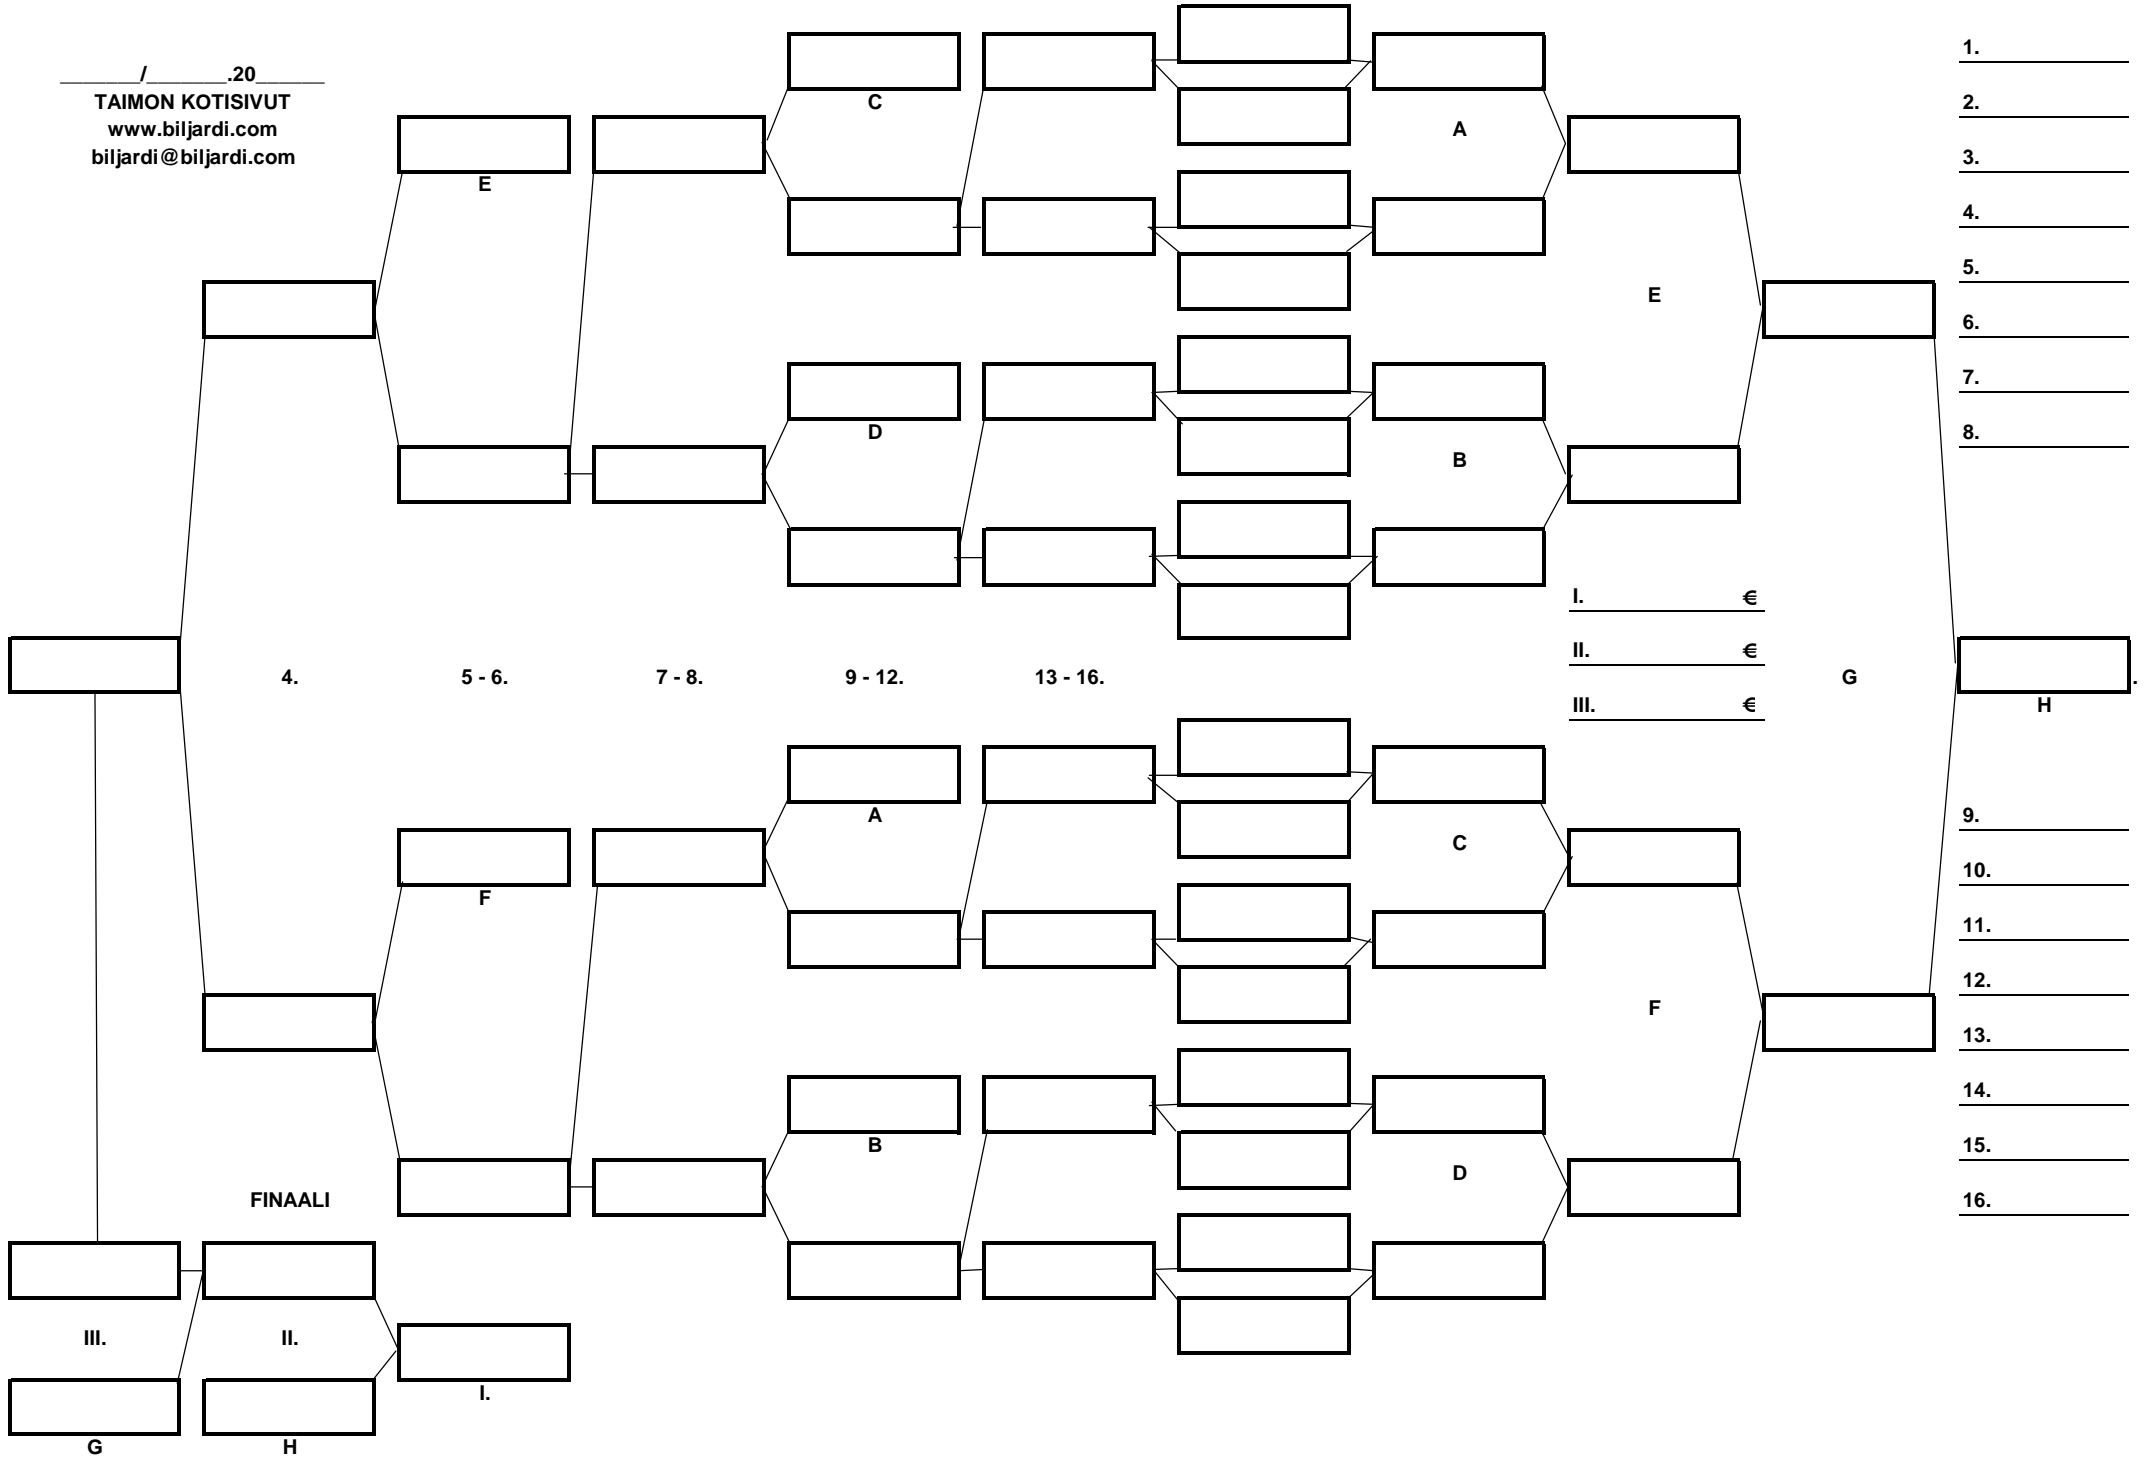 _______/_______.20______
TAIMON KOTISIVUT
www.biljardi.com
biljardi@biljardi.com
C
A
E
E
D
B
1.
2.
3.
4.
5.
6.
7.
8.
I. €
II. €
III. €
4. 5 - 6. 7 - 8. 9 - 12. 13 - 16. G .
H
A
C
F
F
B
D
9.
10.
11.
12.
13.
14.
15.
16.
FINAALI
III. II.
I.
G H